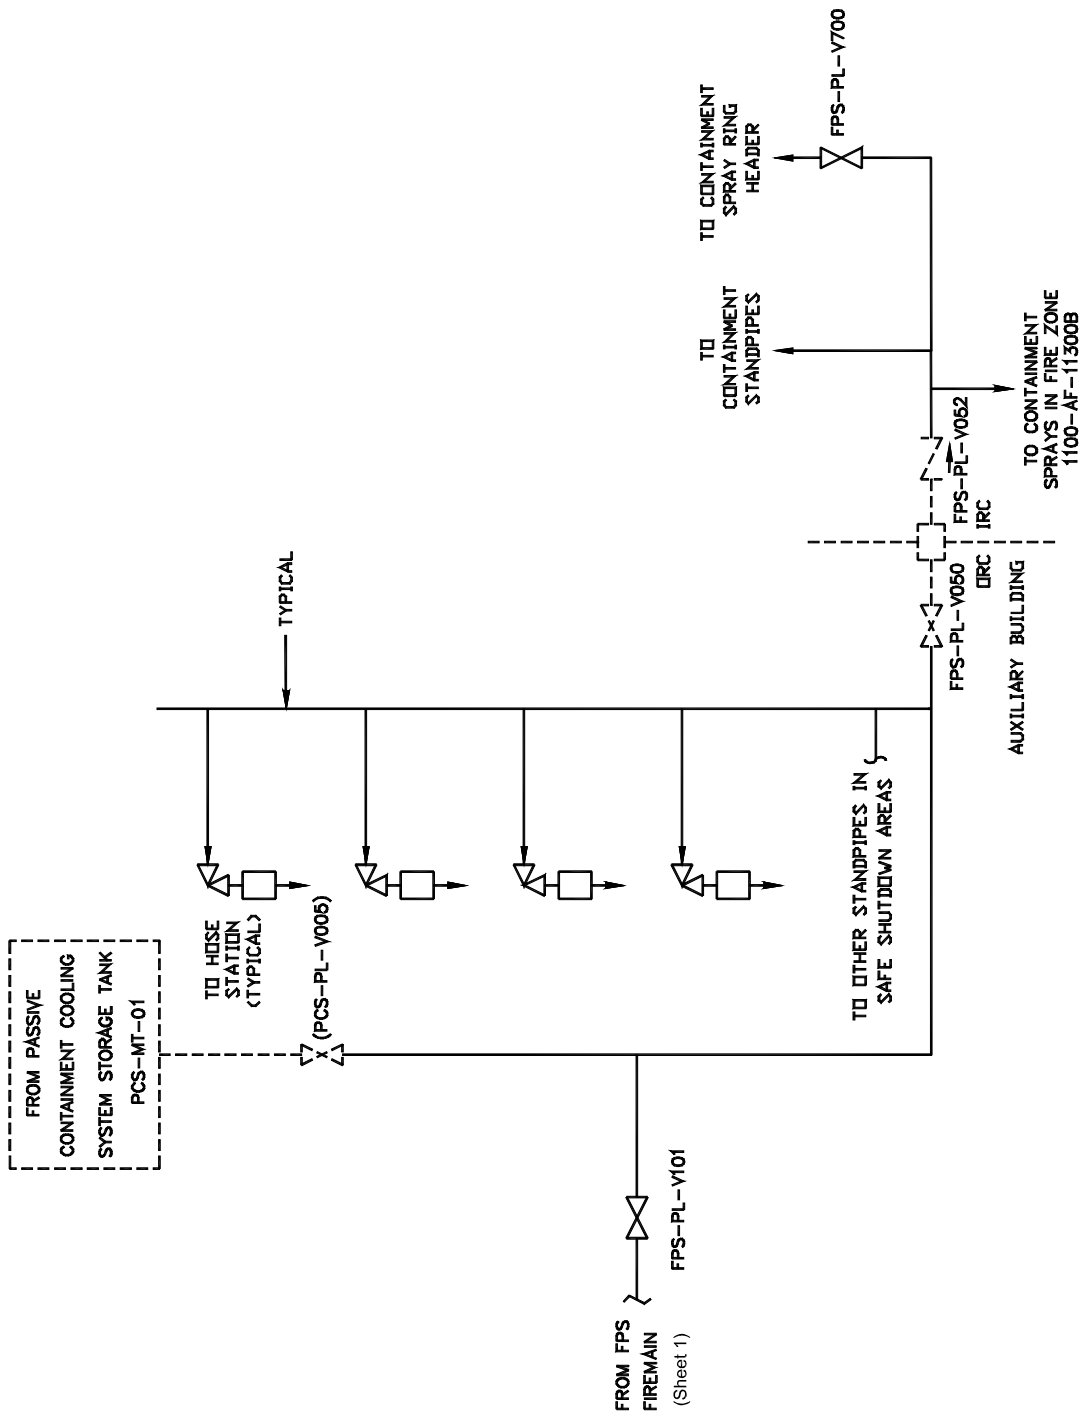 FROM PASSIVE
CONTAINMENT COOLING
SYSTEM STORAGE TANK
PCS-MT-01
(PCS-PL-V005)
TO HOSE
STATION
(TYPICAL)
TYPICAL
FROM FPS
FIREMAIN
(Sheet 1)
FPS-PL-V101
TO OTHER STANDPIPES IN
SAFE SHUTDOWN AREAS
FPS-PL-V050
ORC
IRC
AUXILIARY BUILDING
FPS-PL-V052
TO
CONTAINMENT
STANDPIPES
TO CONTAINMENT
SPRAY RING
HEADER
FPS-PL-V700
TO CONTAINMENT
SPRAYS IN FIRE ZONE
1100-AF-11300B